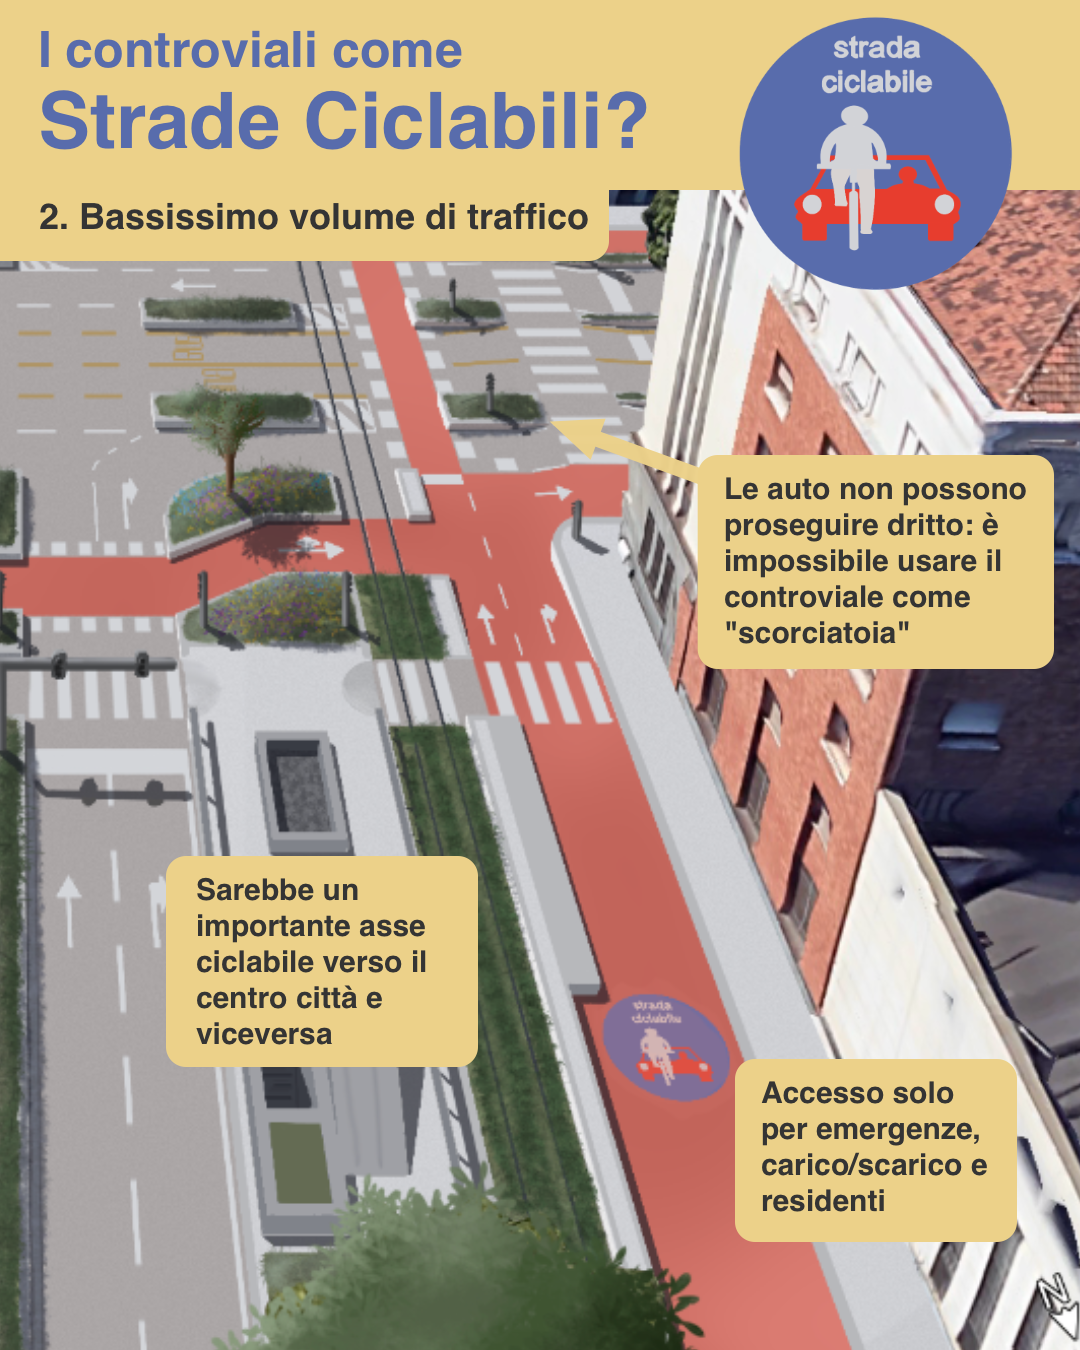 I controviali come
Strade Ciclabili?
strada
ciclabile
2. Bassissimo volume di traffico
Le auto non possono
proseguire dritto: è
impossibile usare il
controviale come
"scorciatoia"
Sarebbe un
importante asse
ciclabile verso il
centro città e
viceversa
strada
ciclabile
Accesso solo
per emergenze,
carico/scarico e
residenti
N